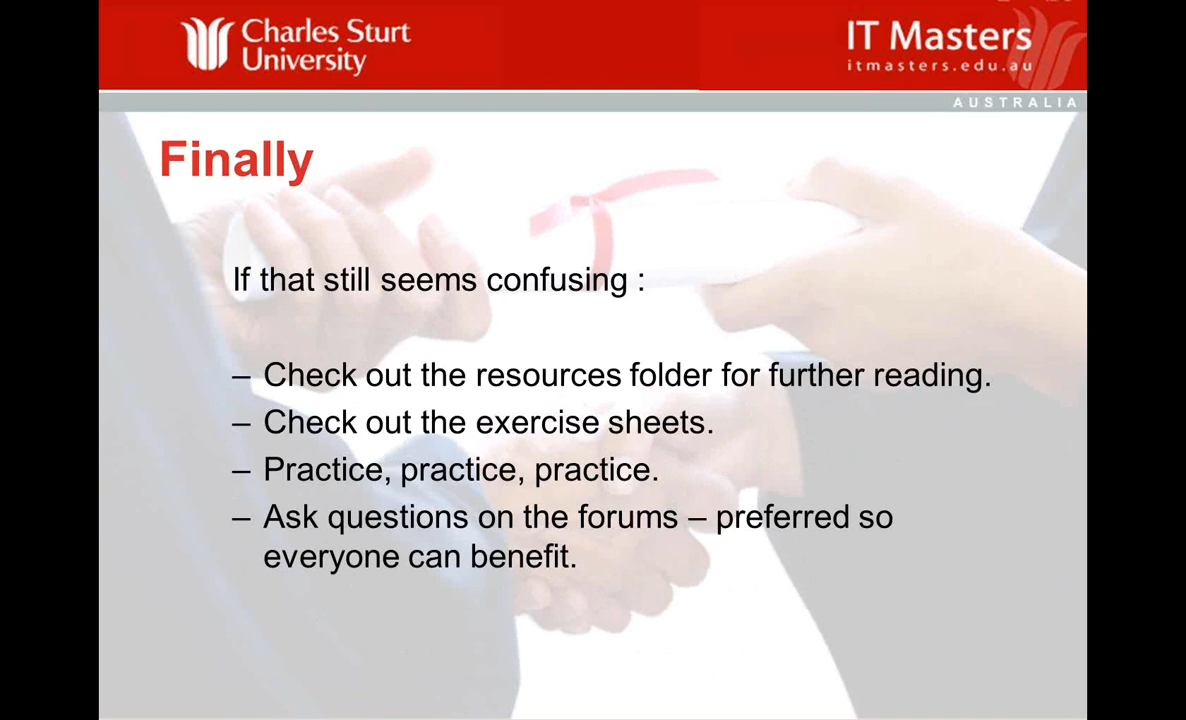 Charles Sturt
University
IT Masters
itmasters.edu.au
AUSTRALIA
Finally
If that still seems confusing :
– Check out the resources folder for further reading.
– Check out the exercise sheets.
– Practice, practice, practice.
– Ask questions on the forums – preferred so
everyone can benefit.